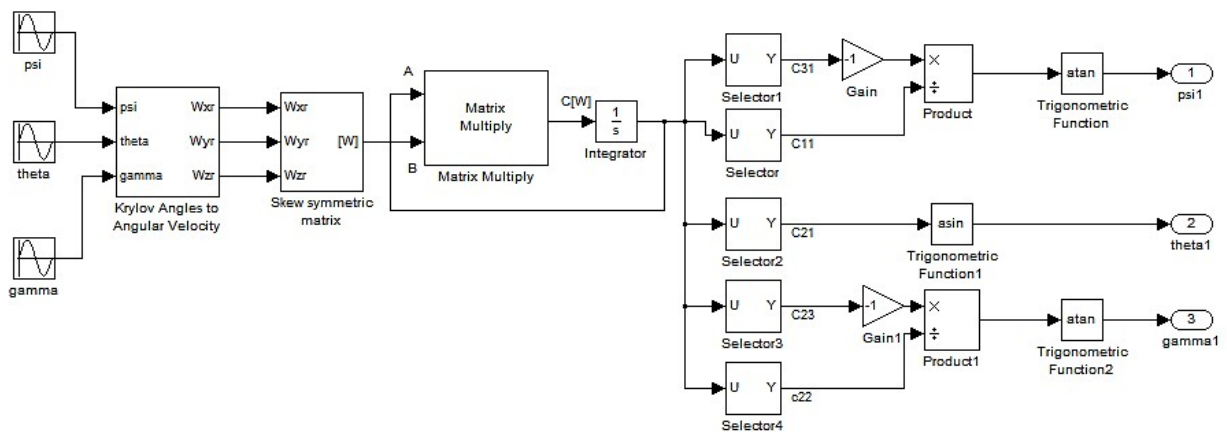 psi
theta
gamma
psi
theta
gamma
Wxr
Wyr
Wzr
Krylov Angles to
Angular Velocity
Wxr
Wyr
Wzr
[W]
Skew symmetric
matrix
A
B
Matrix
Multiply
Matrix Multiply
C[W]
1
s
Integrator
U Y
Selector1
C31
-1
Gain
U Y
Selector
C11
×
÷
Product
atan
Trigonometric
Function
1
psi1
U Y
Selector2
C21
asin
Trigonometric
Function1
2
theta1
U Y
Selector3
C23
-1
Gain1
U Y
Selector4
c22
×
÷
Product1
atan
Trigonometric
Function2
3
gamma1